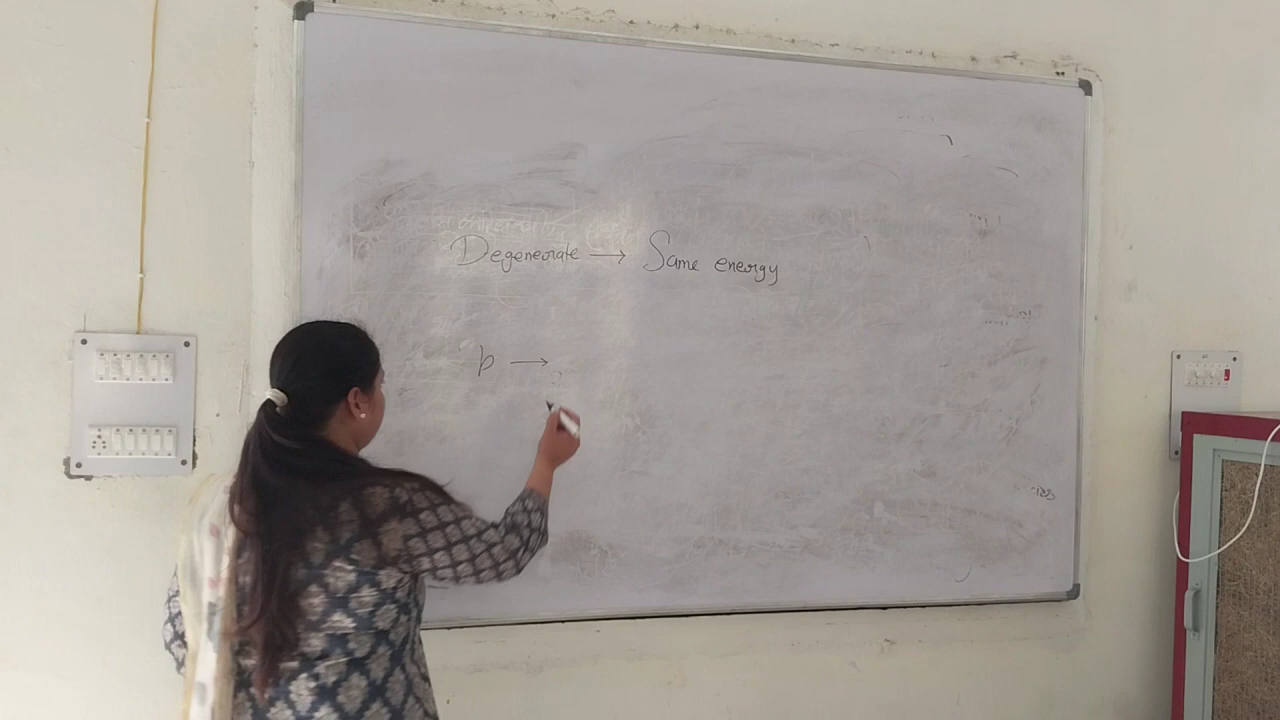 Degenerate → Same energy
p →